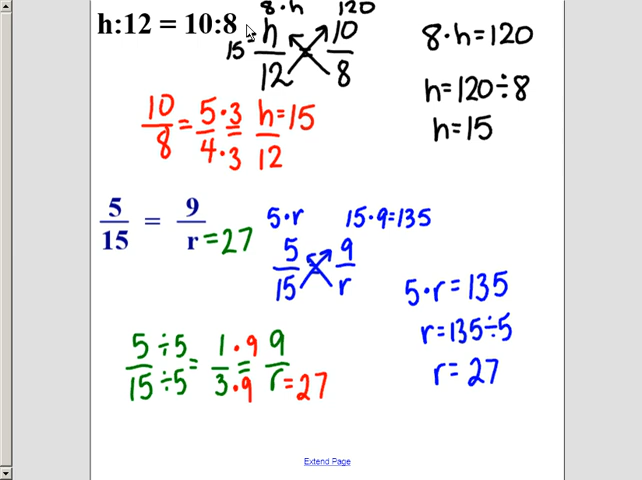 h:12 = 10:8
8·h 120
15= h/12 10/8
8·h=120
h=120÷8
h=15
10/8 = 5·3/4·3 = h=15/12
5/15 = 9/r =27
5·r 15·9=135
5/15 9/r
5·r=135
r=135÷5
r=27
5÷5/15÷5 = 1·9/3·9 = 9/r=27
Extend Page